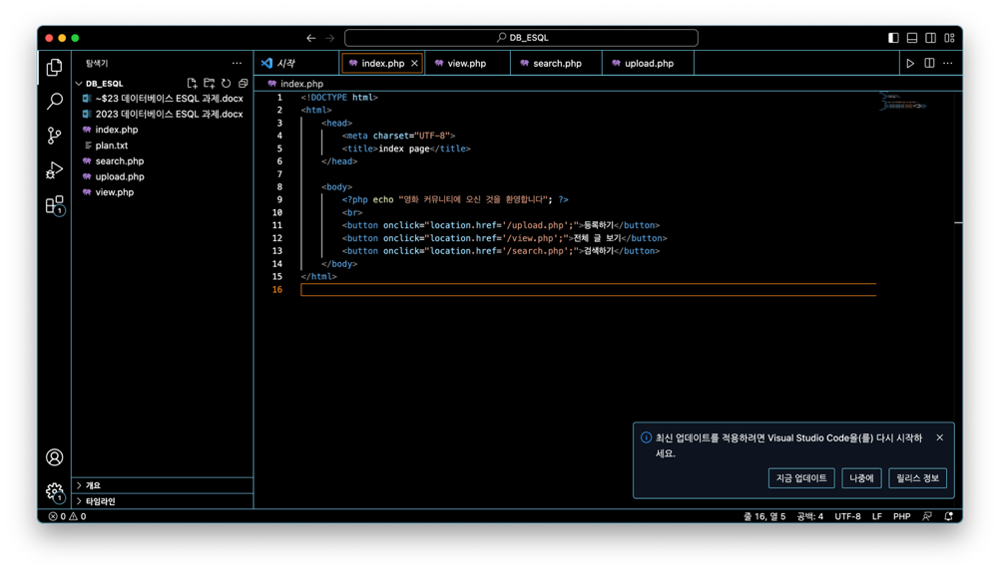 DB_ESQL
탐색기
DB_ESQL
~$23 데이터베이스 ESQL 과제.docx
2023 데이터베이스 ESQL 과제.docx
index.php
plan.txt
search.php
upload.php
view.php
개요
타임라인
시작
index.php
view.php
search.php
upload.php
index.php
1 <!DOCTYPE html>
2 <html>
3 <head>
4 <meta charset="UTF-8">
5 <title>index page</title>
6 </head>
7
8 <body>
9 <?php echo "영화 커뮤니티에 오신 것을 환영합니다"; ?>
10 <br>
11 <button onclick="location.href='/upload.php';">등록하기</button>
12 <button onclick="location.href='/view.php';">전체 글 보기</button>
13 <button onclick="location.href='/search.php';">검색하기</button>
14 </body>
15 </html>
16
최신 업데이트를 적용하려면 Visual Studio Code을(를) 다시 시작하
세요.
지금 업데이트
나중에
릴리스 정보
1
1
0 0
줄 16, 열 5
공백: 4
UTF-8
LF
PHP